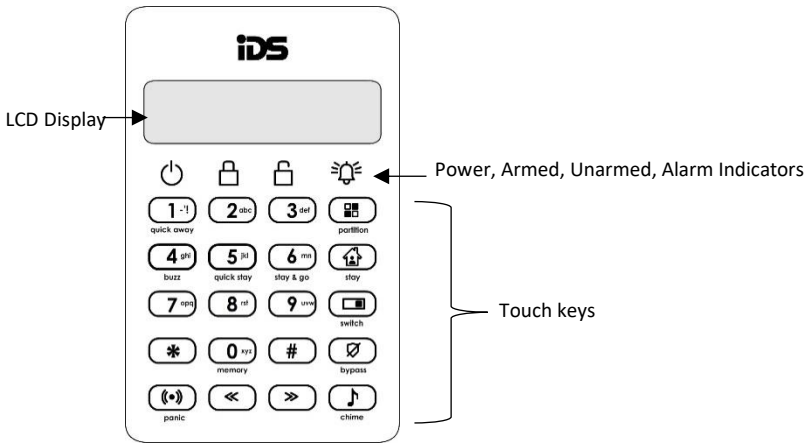 iDS
LCD Display
Power, Armed, Unarmed, Alarm Indicators
1 -'!
2 abc
3 def
quick away
partition
4 ghi
5 jkl
6 mn
buzz
quick stay
stay & go
stay
7 opq
8 rst
9 uvw
switch
Touch keys
*
0 xyz
#
memory
bypass
panic
<<
>>
chime